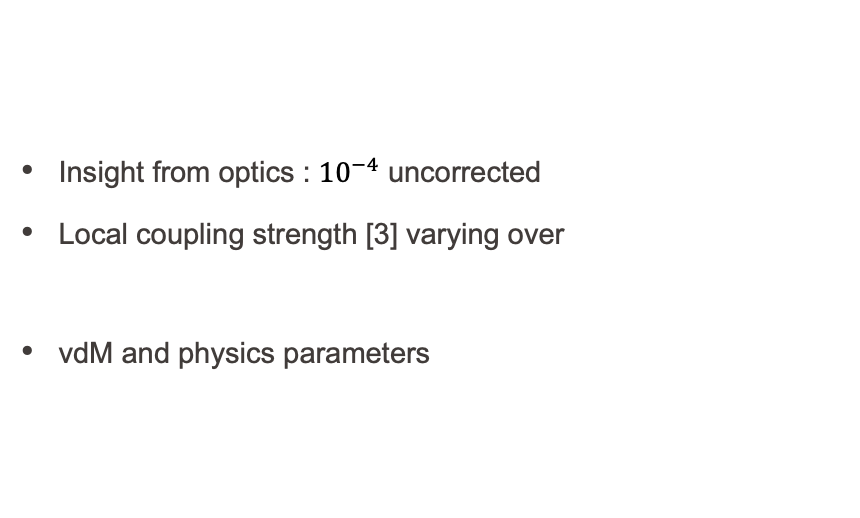 • Insight from optics : 10⁻⁴ uncorrected
• Local coupling strength [3] varying over
• vdM and physics parameters